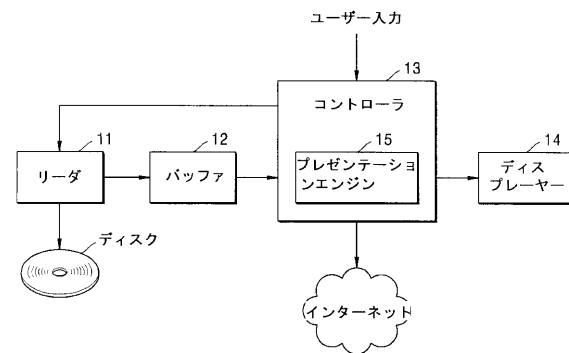 ユーザー入力
13
コントローラ
11
リーダ
12
バッファ
15
プレゼンテーショ
ンエンジン
14
ディス
プレーヤー
ディスク
インターネット